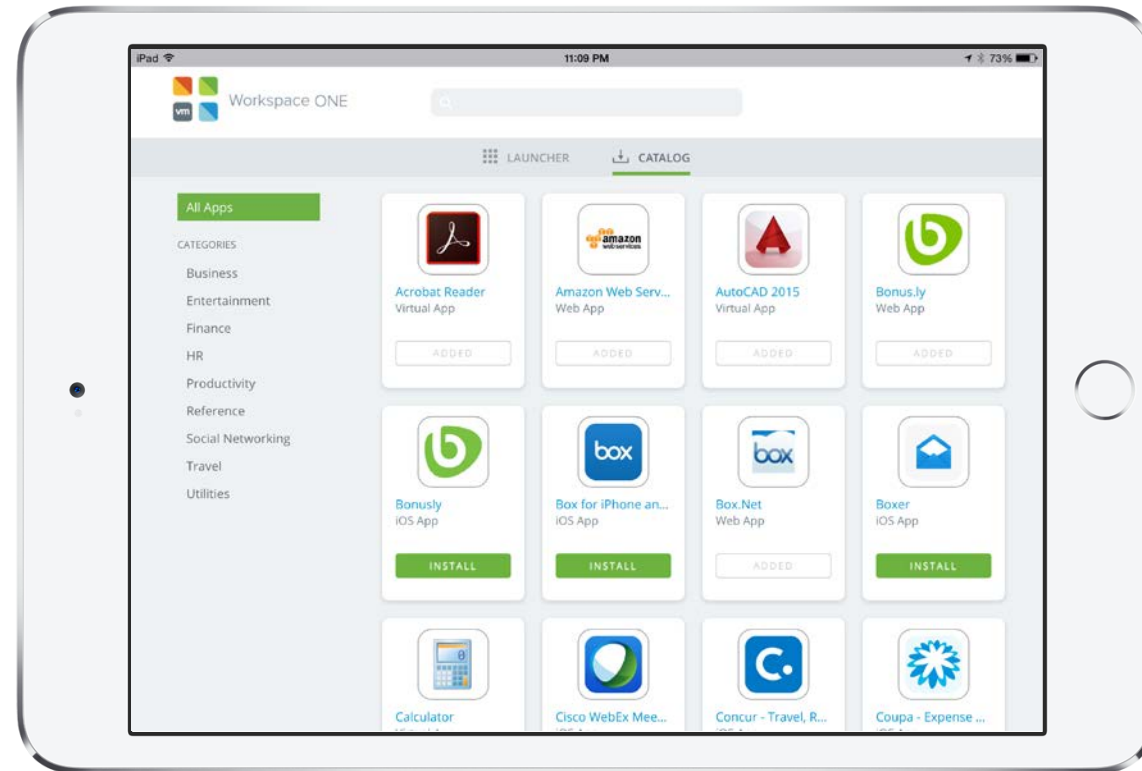 iPad
11:09 PM
73%
vm
Workspace ONE
LAUNCHER
CATALOG
All Apps
CATEGORIES
Business
Entertainment
Finance
HR
Productivity
Reference
Social Networking
Travel
Utilities
amazon
webservices
Acrobat Reader
Amazon Web Serv...
AutoCAD 2015
Bonus.ly
Virtual App
Web App
Virtual App
Web App
ADDED
ADDED
ADDED
ADDED
box
box
Bonusly
Box for iPhone an...
Box.Net
Boxer
iOS App
iOS App
Web App
iOS App
INSTALL
INSTALL
ADDED
INSTALL
0
C.
Calculator
Cisco WebEx Mee...
Concur - Travel, R...
Coupa - Expense ...